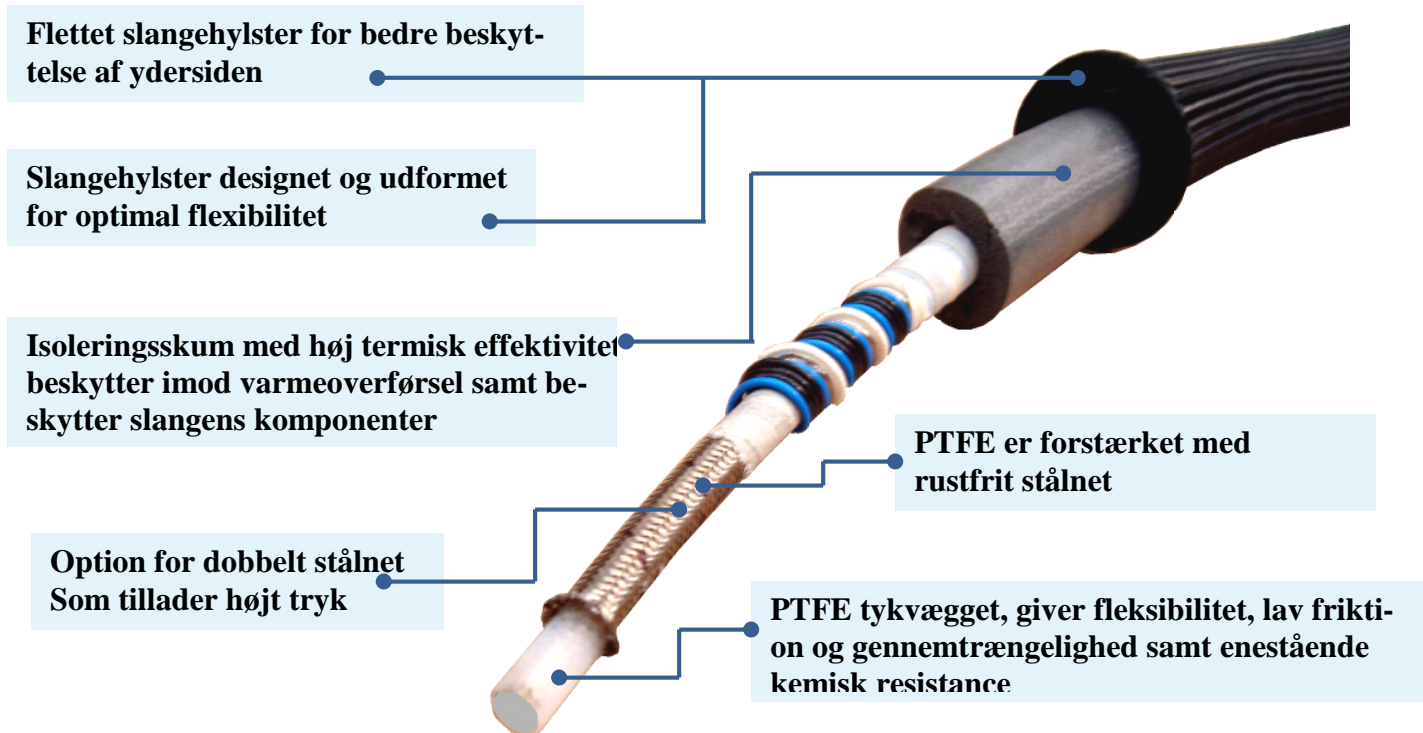 Flettet slangehylster for bedre beskyt-
telse af ydersiden
Slangehylster designet og udformet
for optimal flexibilitet
Isoleringsskum med høj termisk effektivitet
beskytter imod varmeoverførsel samt be-
skytter slangens komponenter
PTFE er forstærket med
rustfrit stålnet
Option for dobbelt stålnet
Som tillader højt tryk
PTFE tykvægget, giver fleksibilitet, lav frikti-
on og gennemtrængelighed samt enestående
kemisk resistance